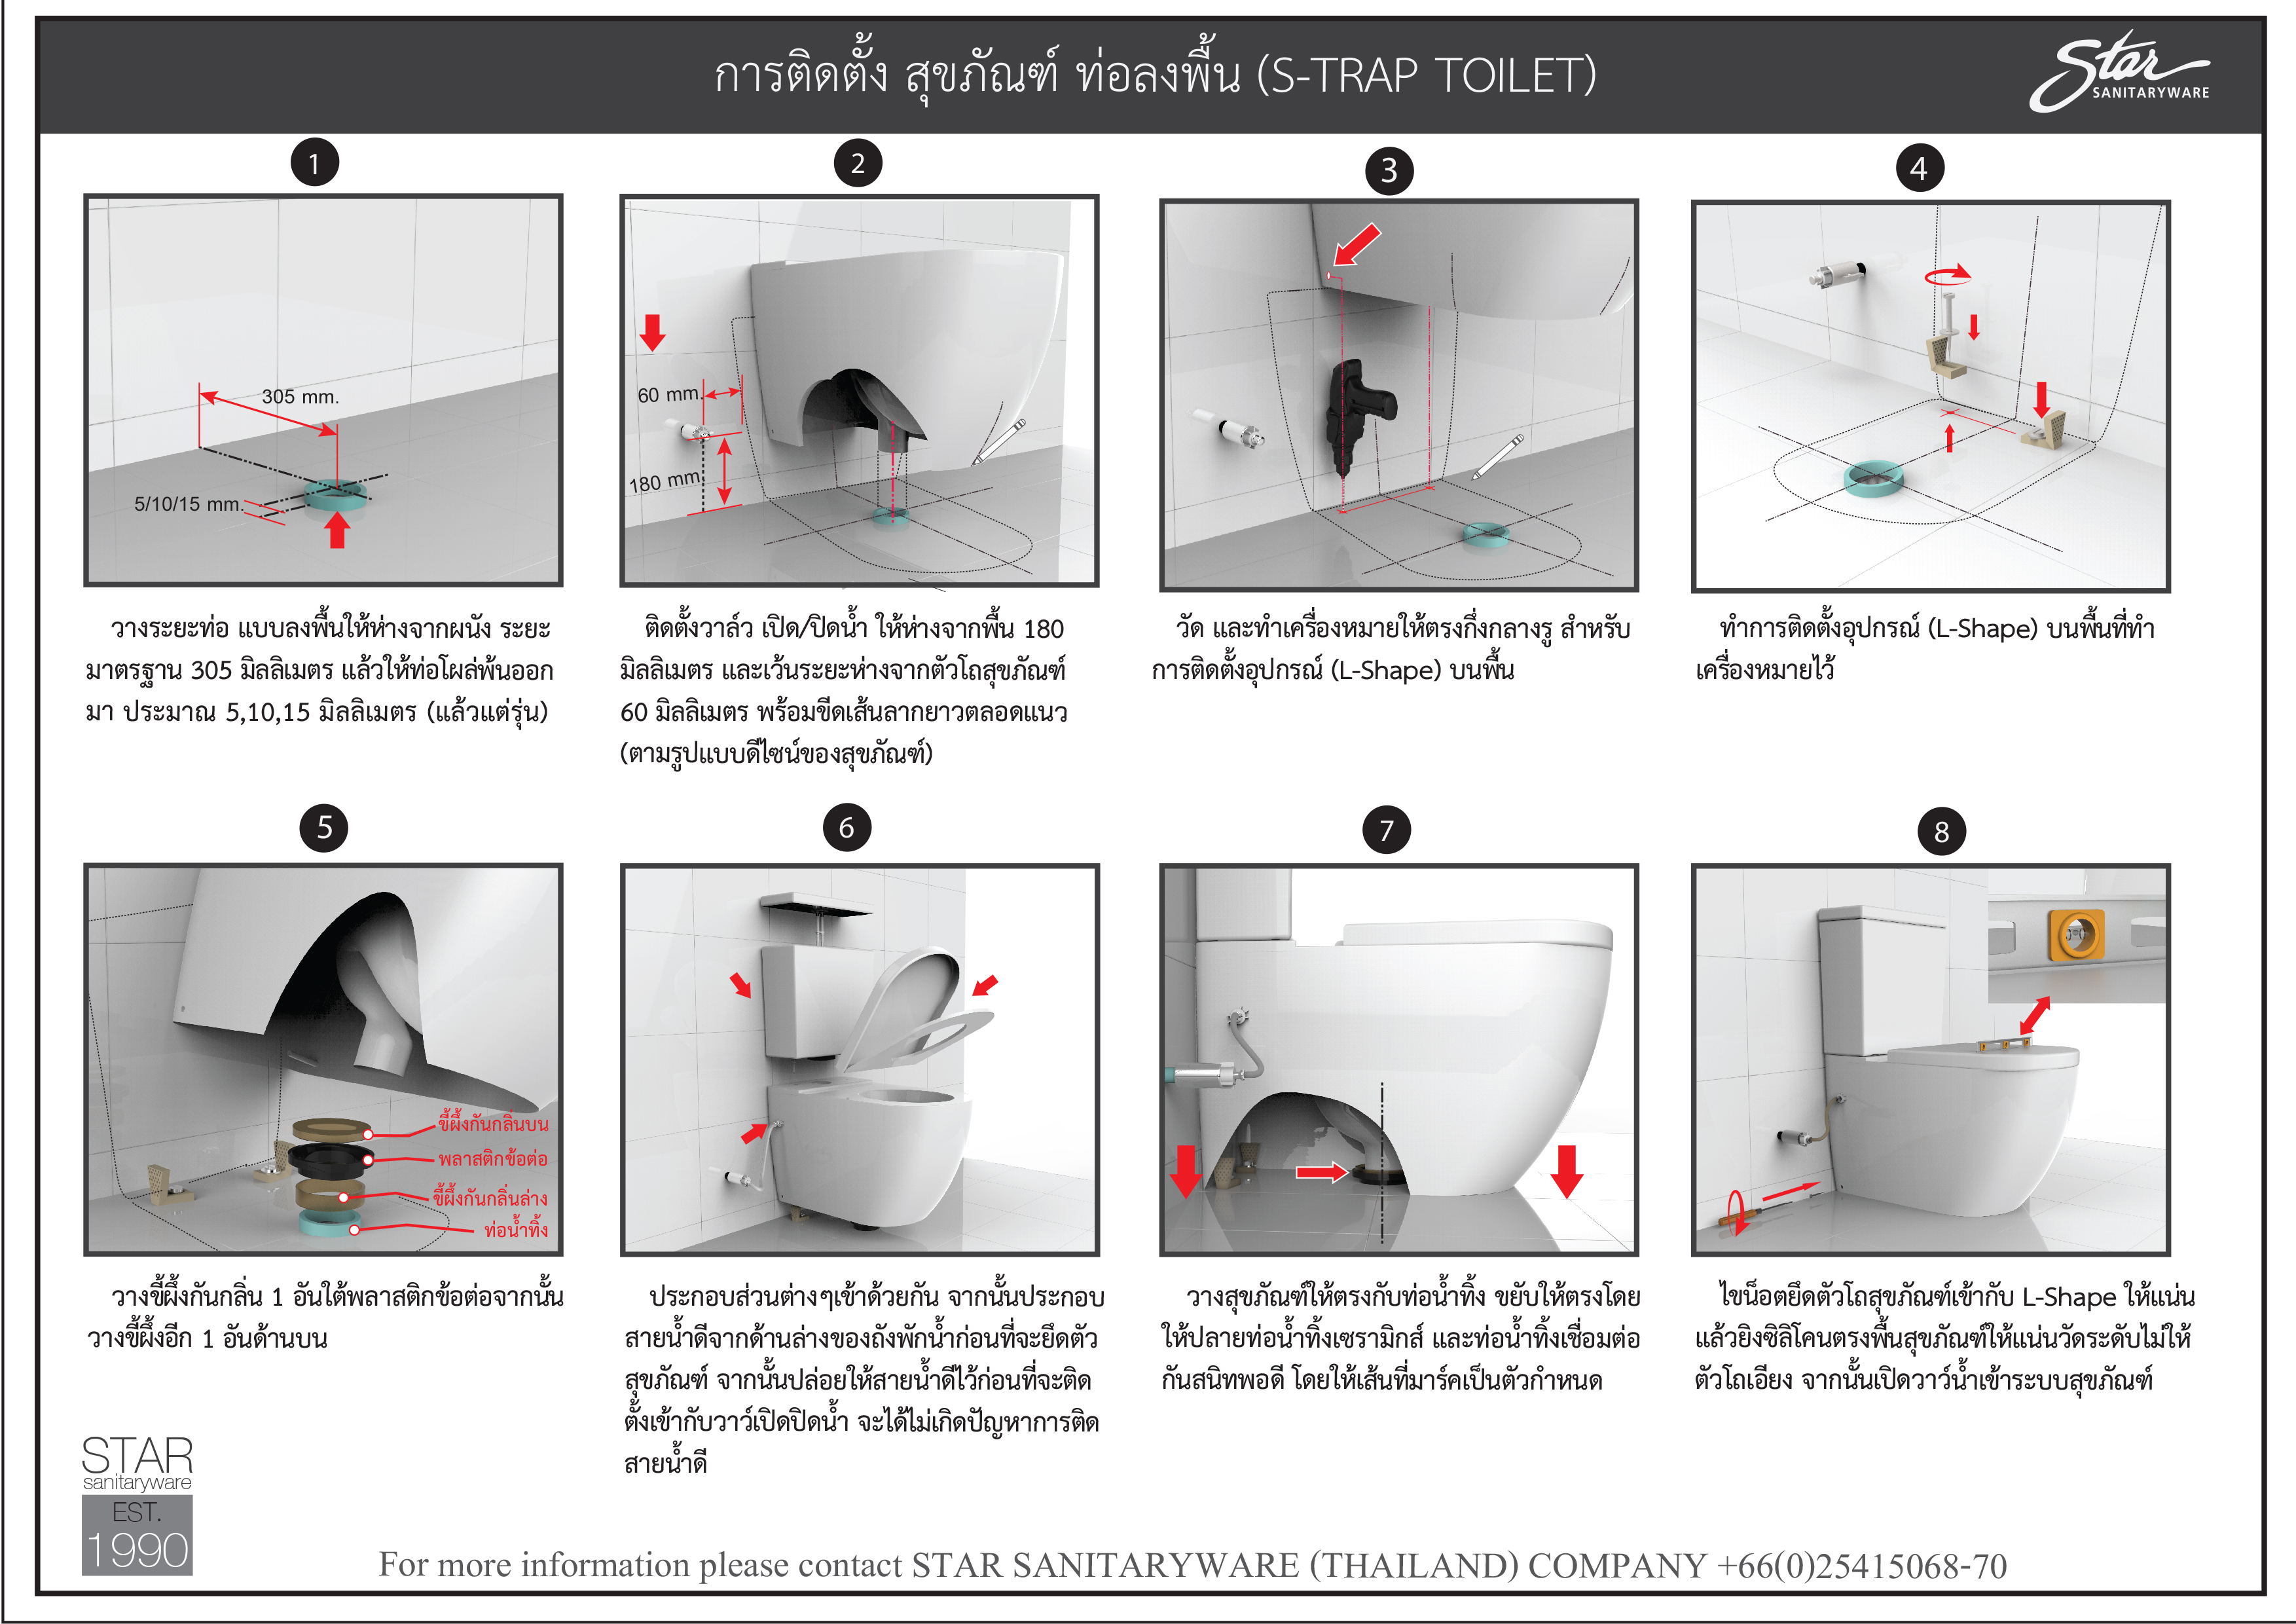 การติดตั้ง สุขภัณฑ์ ท่อลงพื้น (S-TRAP TOILET)
Star
SANITARYWARE
1
305 mm.
5/10/15 mm.
วางระยะท่อ แบบลงพื้นให้ห่างจากผนัง ระยะ
มาตรฐาน 305 มิลลิเมตร แล้วให้ท่อโผล่พ้นออก
มา ประมาณ 5,10,15 มิลลิเมตร (แล้วแต่รุ่น)
2
60 mm.
180 mm
ติดตั้งวาล์ว เปิด/ปิดน้ำ ให้ห่างจากพื้น 180
มิลลิเมตร และเว้นระยะห่างจากตัวโถสุขภัณฑ์
60 มิลลิเมตร พร้อมขีดเส้นลากยาวตลอดแนว
(ตามรูปแบบดีไซน์ของสุขภัณฑ์)
3
วัด และทำเครื่องหมายให้ตรงกึ่งกลางรู สำหรับ
การติดตั้งอุปกรณ์ (L-Shape) บนพื้น
4
ทำการติดตั้งอุปกรณ์ (L-Shape) บนพื้นที่ทำ
เครื่องหมายไว้
5
ขี้ผึ้งกันกลิ่นบน
พลาสติกข้อต่อ
ขี้ผึ้งกันกลิ่นล่าง
ท่อน้ำทิ้ง
วางขี้ผึ้งกันกลิ่น 1 อันใต้พลาสติกข้อต่อจากนั้น
วางขี้ผึ้งอีก 1 อันด้านบน
6
ประกอบส่วนต่างๆเข้าด้วยกัน จากนั้นประกอบ
สายน้ำดีจากด้านล่างของถังพักน้ำก่อนที่จะยึดตัว
สุขภัณฑ์ จากนั้นปล่อยให้สายน้ำดีไว้ก่อนที่จะติด
ตั้งเข้ากับวาว์เปิดปิดน้ำ จะได้ไม่เกิดปัญหาการติด
สายน้ำดี
7
วางสุขภัณฑ์ให้ตรงกับท่อน้ำทิ้ง ขยับให้ตรงโดย
ให้ปลายท่อน้ำทิ้งเซรามิกส์ และท่อน้ำทิ้งเชื่อมต่อ
กันสนิทพอดี โดยให้เส้นที่มาร์คเป็นตัวกำหนด
8
ไขน็อตยึดตัวโถสุขภัณฑ์เข้ากับ L-Shape ให้แน่น
แล้วยิงซิลิโคนตรงพื้นสุขภัณฑ์ให้แน่นวัดระดับไม่ให้
ตัวโถเอียง จากนั้นเปิดวาว์น้ำเข้าระบบสุขภัณฑ์
STAR
sanitaryware
EST.
1990
For more information please contact STAR SANITARYWARE (THAILAND) COMPANY +66(0)25415068-70